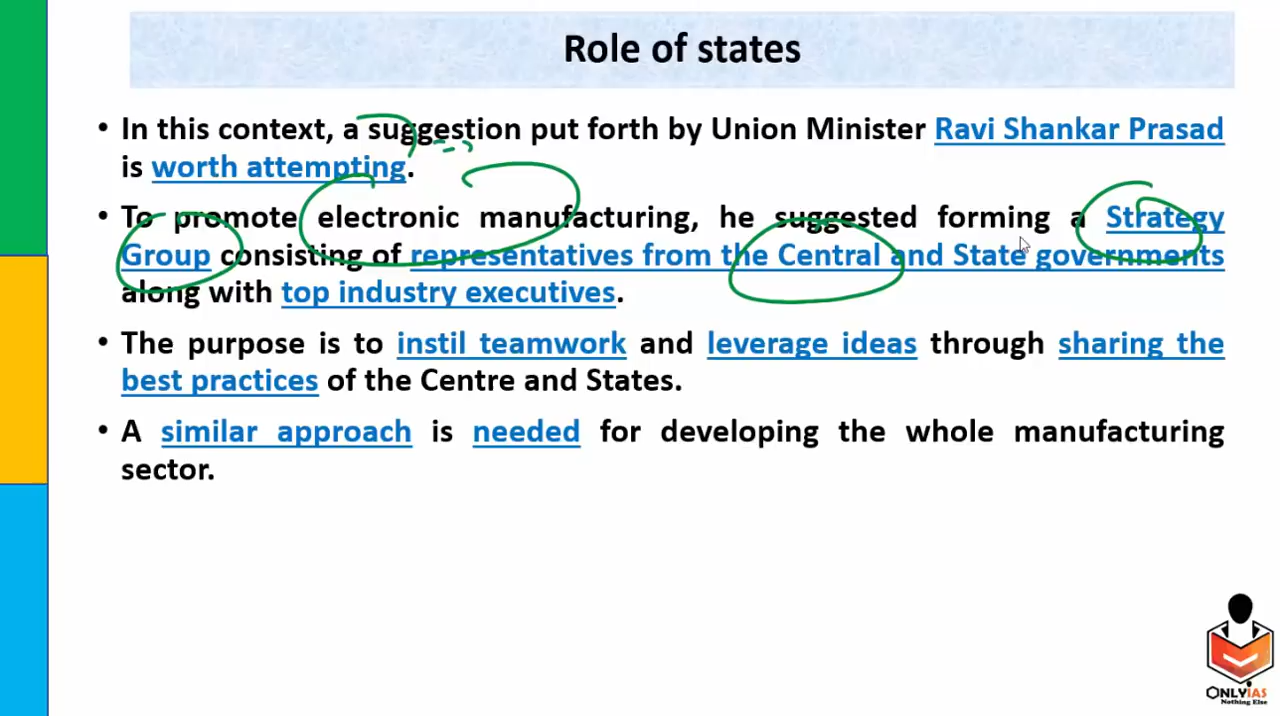 Role of states
• In this context, a suggestion put forth by Union Minister Ravi Shankar Prasad
is worth attempting.
• To promote electronic manufacturing, he suggested forming a Strategy
Group consisting of representatives from the Central and State governments
along with top industry executives.
• The purpose is to instil teamwork and leverage ideas through sharing the
best practices of the Centre and States.
• A similar approach is needed for developing the whole manufacturing
sector.
ONLYIAS
Nothing Else